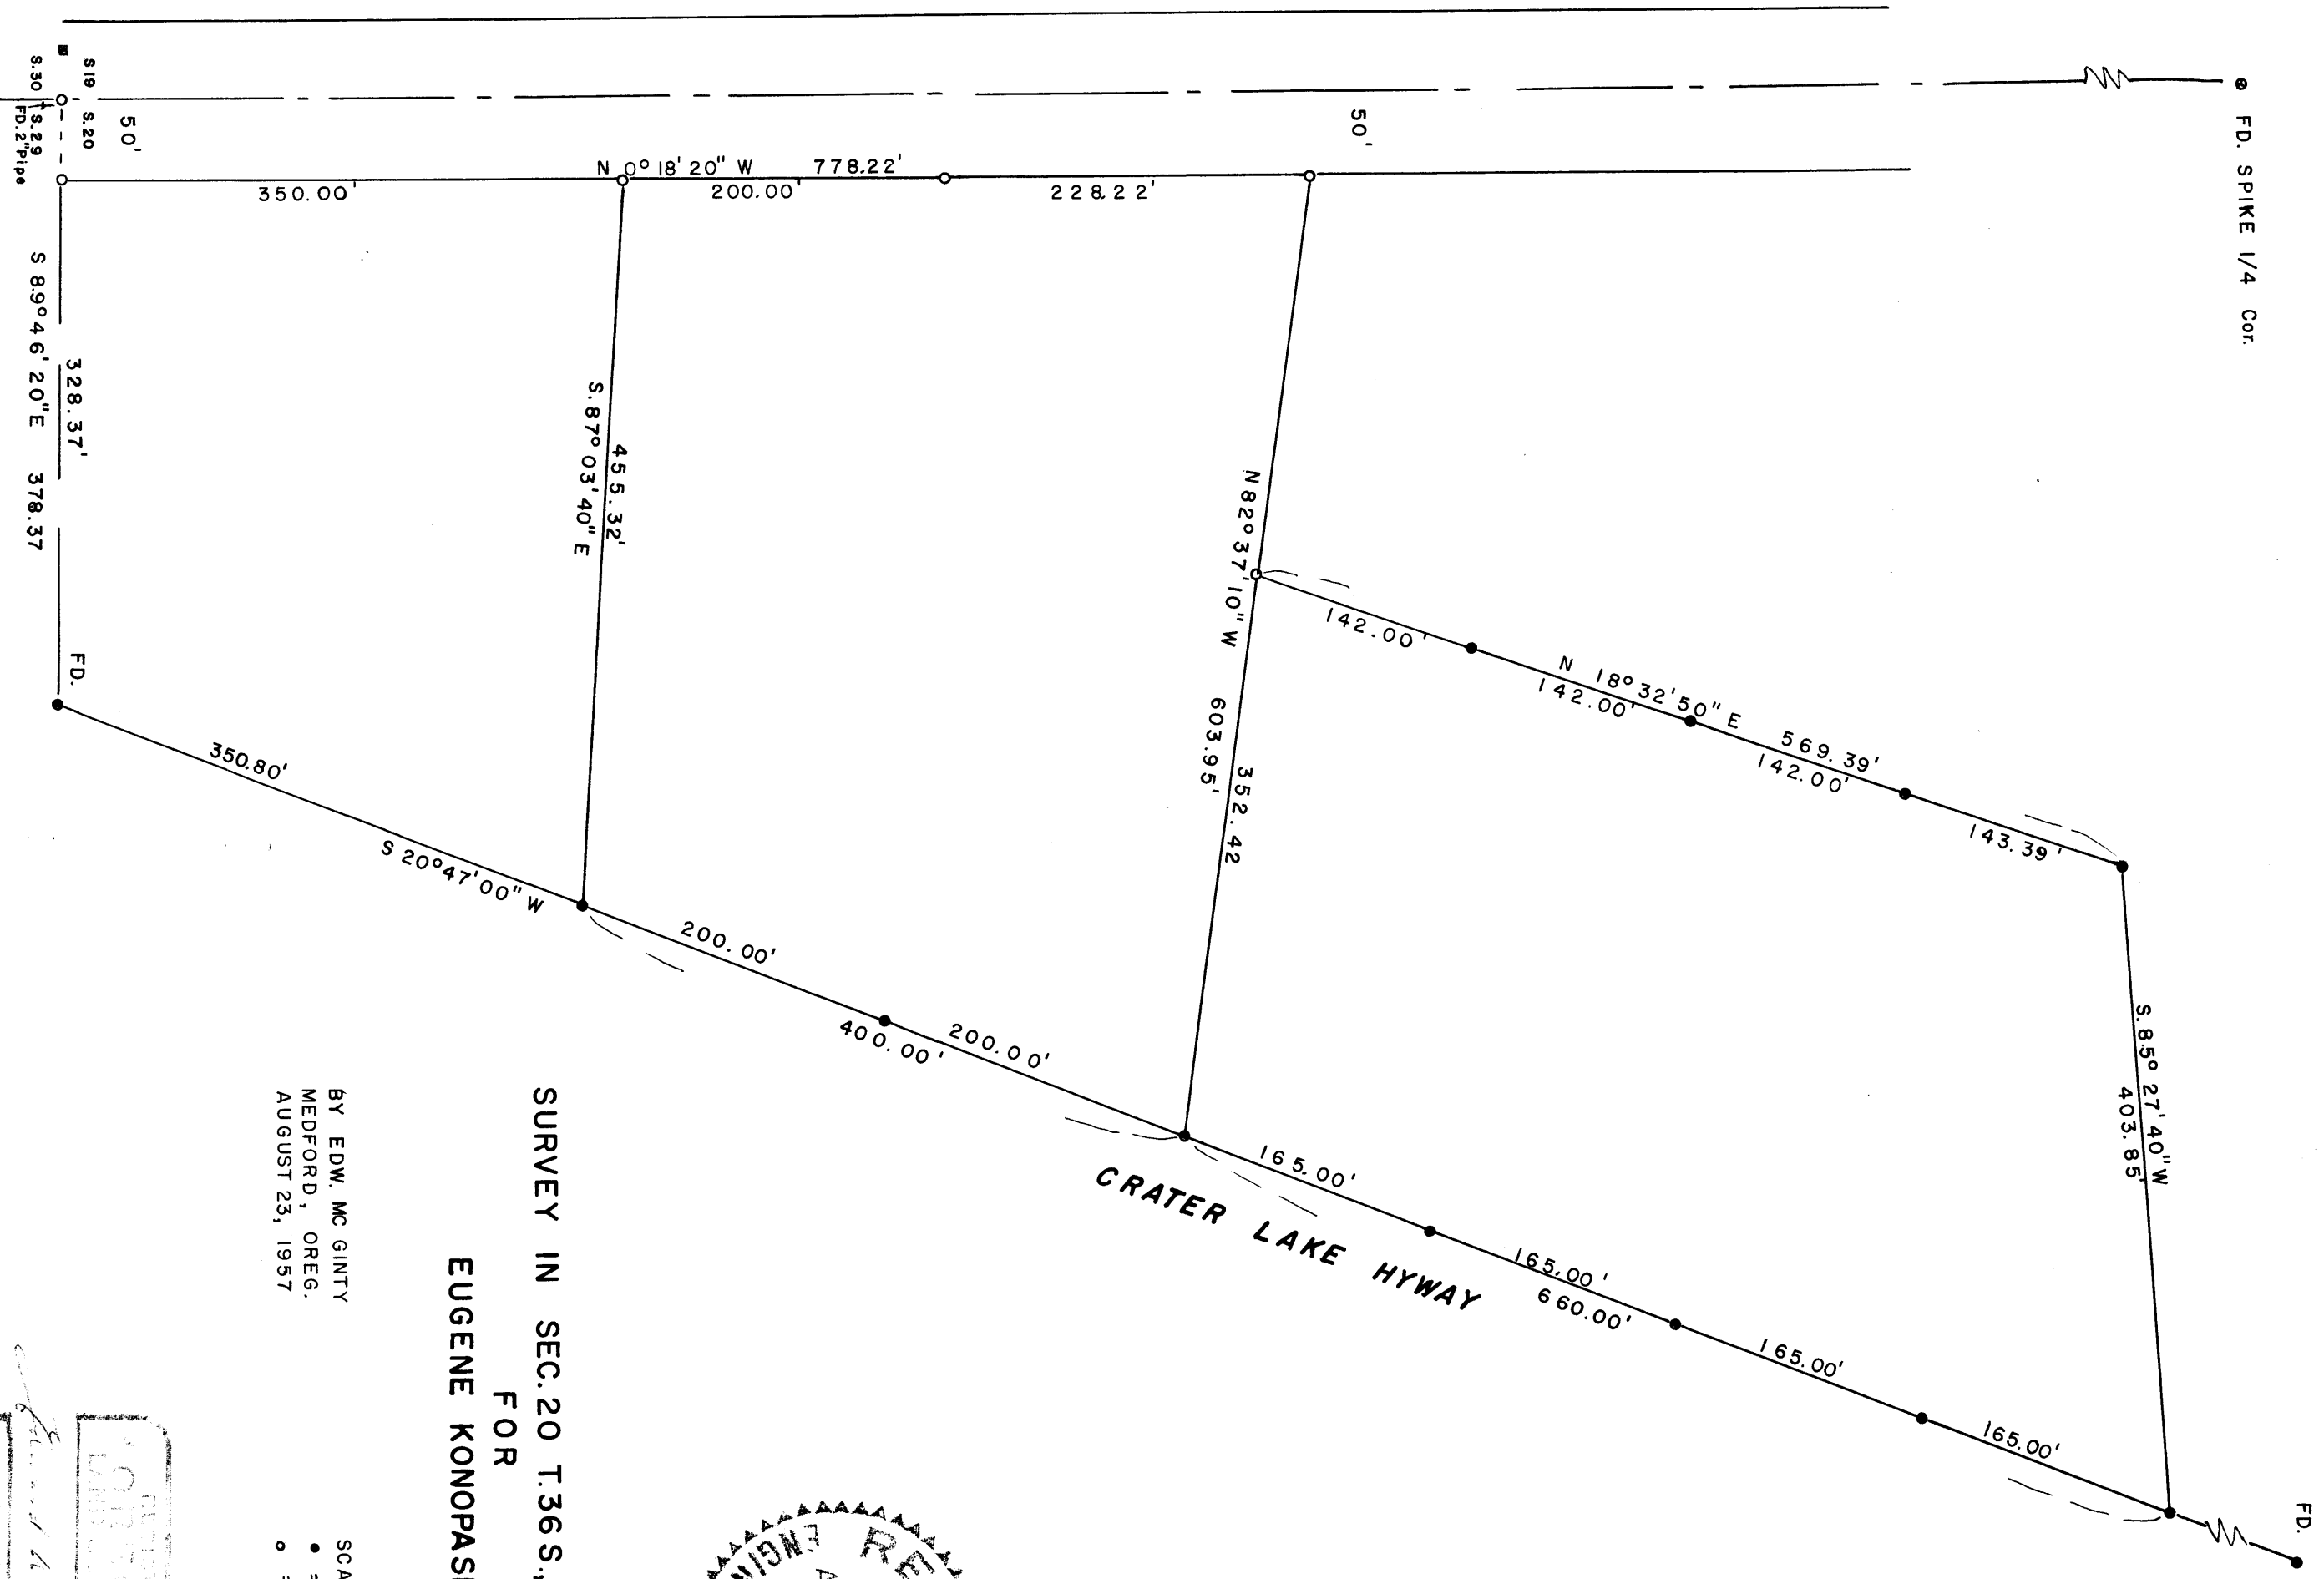 FD. SPIKE 1/4 Cor.
S 19 S. 20
S. 30 S. 29
FD. 2" Pipe
50'
50'
N 0° 18' 20" W 778.22'
350.00'
200.00'
228.22'
S 89° 46' 20" E 378.37
328.37'
FD.
455.32'
S. 87° 03' 40" E
N 82° 37' 10" W 603.95'
352.42
142.00'
N 18° 32' 50" E 569.39'
142.00'
142.00'
143.39'
S. 85° 27' 40" W
403.85'
350.80'
S 20° 47' 00" W
200.00'
400.00'
200.00'
165.00'
165.00'
660.00'
165.00'
165.00'
FD.
CRATER LAKE HYWAY
SURVEY IN SEC. 20 T. 36 S.,
FOR
EUGENE KONOPAS
BY EDW. MC GINTY
MEDFORD, OREG.
AUGUST 23, 1957
SCA
● =
○ =
RE
ENGIN